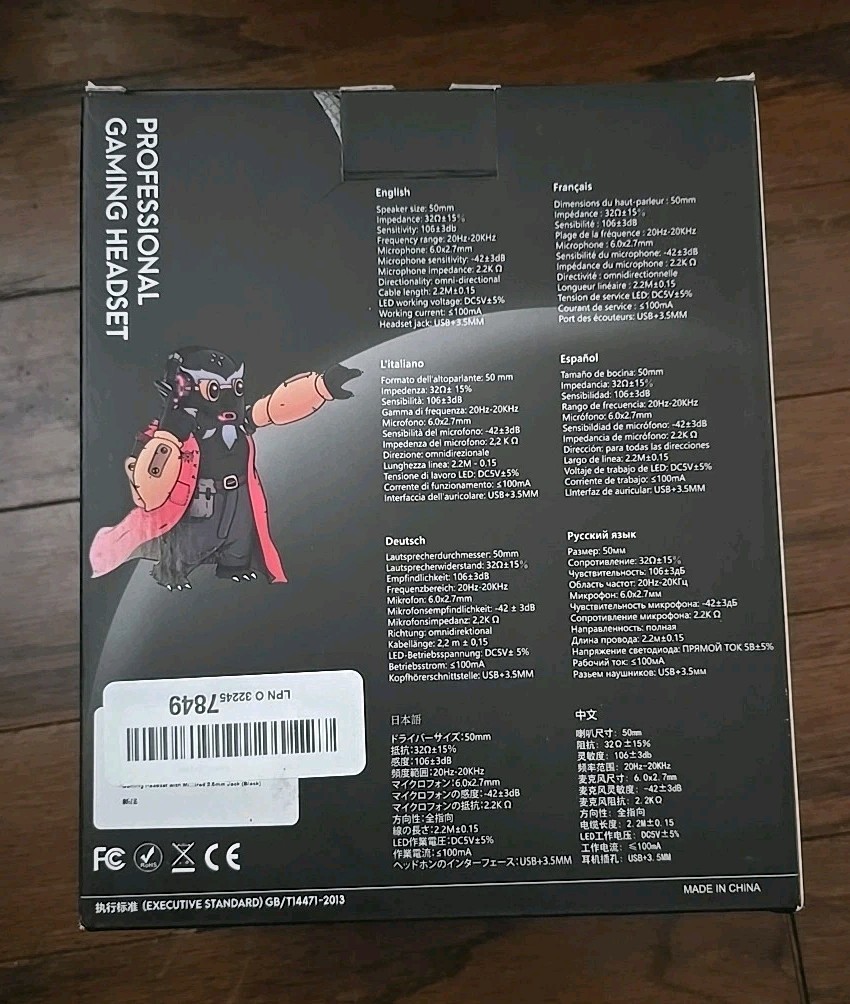 PROFESSIONAL
GAMING HEADSET
English
Speaker size: 50mm
Impedance: 32Ω±15%
Sensitivity: 106±3db
Frequency range: 20Hz-20KHz
Microphone: 6.0x2.7mm
Microphone sensitivity: -42±3dB
Microphone impedance: 2.2K Ω
Directionality: omni-directional
Cable length: 2.2M±0.15
LED working voltage: DC5V±5%
Working current: ≤100mA
Headset jack: USB+3.5MM
Français
Dimensions du haut-parleur : 50mm
Impédance : 32Ω±15%
Sensibilité : 106±3dB
Plage de la fréquence : 20Hz-20KHz
Microphone : 6.0x2.7mm
Sensibilité du microphone: -42±3dB
Impédance du microphone : 2.2K Ω
Directivité : omnidirectionnelle
Longueur linéaire : 2.2M±0.15
Tension de service LED: DC5V±5%
Courant de service : ≤100mA
Port des écouteurs: USB+3.5MM
L'italiano
Formato dell'altoparlante: 50 mm
Impedenza: 32Ω± 15%
Sensibilità: 106±3dB
Gamma di frequenza: 20Hz-20KHz
Microfono: 6.0x2.7mm
Sensibilità del microfono: -42±3dB
Impedenza del microfono: 2,2 K Ω
Direzione: omnidirezionale
Lunghezza linea: 2.2M - 0.15
Tensione di lavoro LED: DC5V±5%
Corrente di funzionamento: ≤100mA
Interfaccia dell'auricolare: USB+3.5MM
Español
Tamaño de bocina: 50mm
Impedancia: 32Ω±15%
Sensibilidad: 106±3dB
Rango de frecuencia: 20Hz-20KHz
Micrófono: 6.0x2.7mm
Sensibildiad de micrófono: -42±3dB
Impedancia de micrófono: 2.2K Ω
Dirección: para todas las direcciones
Largo de línea: 2.2M±0.15
Voltaje de trabajo de LED: DC5V±5%
Corriente de trabajo: ≤100mA
LInterfaz de auricular: USB+3.5MM
Deutsch
Lautsprecherdurchmesser: 50mm
Lautsprecherwiderstand: 32Ω±15%
Empfindlichkeit: 106±3dB
Frequenzbereich: 20Hz-20KHz
Mikrofon: 6.0x2.7mm
Mikrofonsempfindlichkeit: -42 ± 3dB
Mikrofonsimpedanz: 2,2K Ω
Richtung: omnidirektional
Kabellänge: 2,2 m ± 0,15
LED-Betriebsspannung: DC5V± 5%
Betriebsstrom: ≤100mA
Kopfhörerschnittstelle: USB+3.5MM
Русский язык
Размер: 50мм
Сопротивление: 32Ω±15%
Чувствительность: 106±3дБ
Область частот: 20Hz-20КГц
Микрофон: 6.0x2.7мм
Чувствительность микрофона: -42±3дБ
Сопротивление микрофона: 2.2K Ω
Направленность: полная
Длина провода: 2.2м±0.15
Напряжение светодиода: ПРЯМОЙ ТОК 5В±5%
Рабочий ток: ≤100мА
Разьем наушников: USB+3.5мм
日本語
ドライバーサイズ:50mm
抵抗:32Ω±15%
感度:106±3dB
頻度範囲:20Hz-20KHz
マイクロフォン:6.0x2.7mm
マイクロフォンの感度:-42±3dB
マイクロフォンの抵抗:2.2K Ω
方向性:全指向
線の長さ:2.2M±0.15
LED作業電圧:DC5V±5%
作業電流:≤100mA
ヘッドホンのインターフェース:USB+3.5MM
中文
喇叭尺寸: 50mm
阻抗: 32Ω±15%
灵敏度: 106±3db
频率范围: 20Hz-20KHz
麦克风尺寸: 6.0x2.7mm
麦克风灵敏度: -42±3dB
麦克风阻抗: 2.2KΩ
方向性: 全指向
电缆长度: 2.2M±0.15
LED工作电压: DC5V±5%
工作电流: ≤100mA
耳机插孔: USB+3.5MM
LPN O 322457849
Gaming Headset with 3.5mm Jack (Black)
FC RoHS CE
执行标准 (EXECUTIVE STANDARD) GB/T14471-2013
MADE IN CHINA